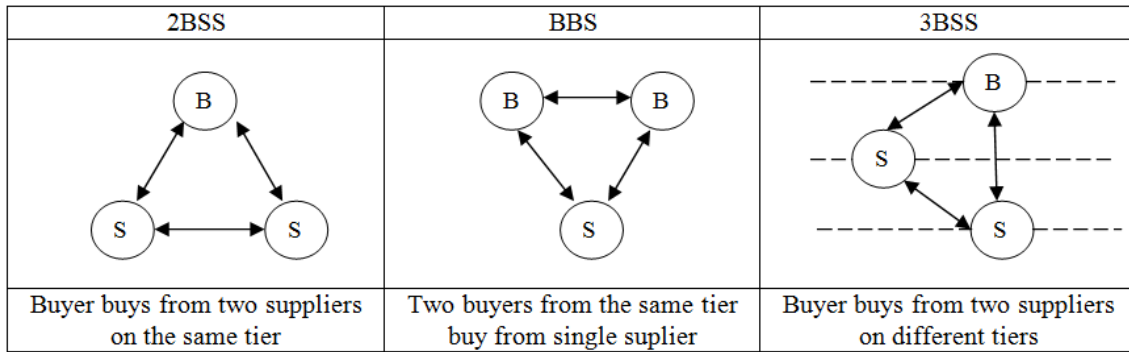 2BSS
BBS
3BSS
B
S
S
B
B
S
B
S
S
Buyer buys from two suppliers
on the same tier
Two buyers from the same tier
buy from single suplier
Buyer buys from two suppliers
on different tiers